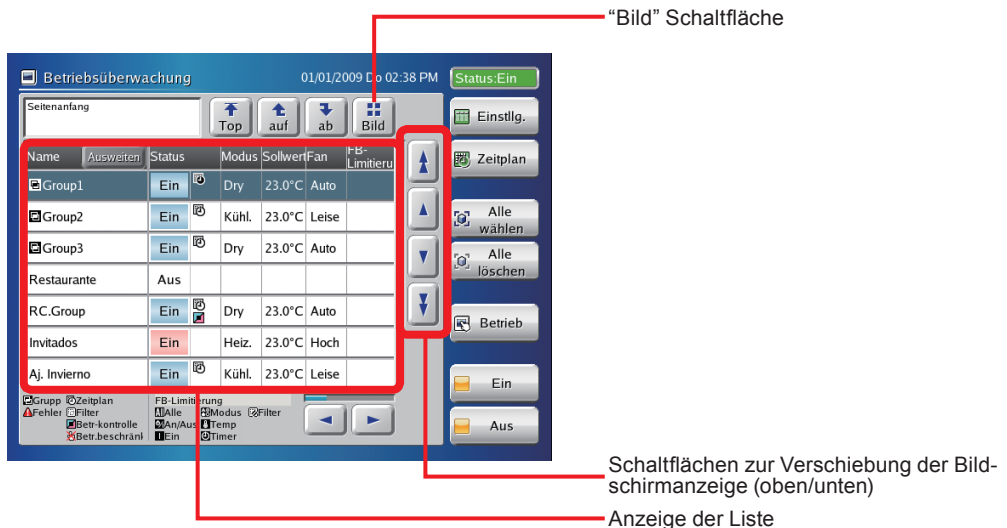 “Bild” Schaltfläche
Betriebsüberwachung 01/01/2009 Do 02:38 PM Status:Ein
Seitenanfang
Top auf ab Bild
Einstllg.
Zeitplan
Alle
wählen
Alle
löschen
Betrieb
Ein
Aus
Name Ausweiten Status Modus Sollwert Fan FB-
Limitieru
Group1 Ein Dry 23.0°C Auto
Group2 Ein Kühl. 23.0°C Leise
Group3 Ein Dry 23.0°C Auto
Restaurante Aus
RC.Group Ein Dry 23.0°C Auto
Invitados Ein Heiz. 23.0°C Hoch
Aj. Invierno Ein Kühl. 23.0°C Leise
Grupp Zeitplan FB-Limitierung
Fehler Filter Alle Modus Filter
Betr-kontrolle An/Aus Temp
Betr.beschränk Ein Timer
Schaltflächen zur Verschiebung der Bild-
schirmanzeige (oben/unten)
Anzeige der Liste